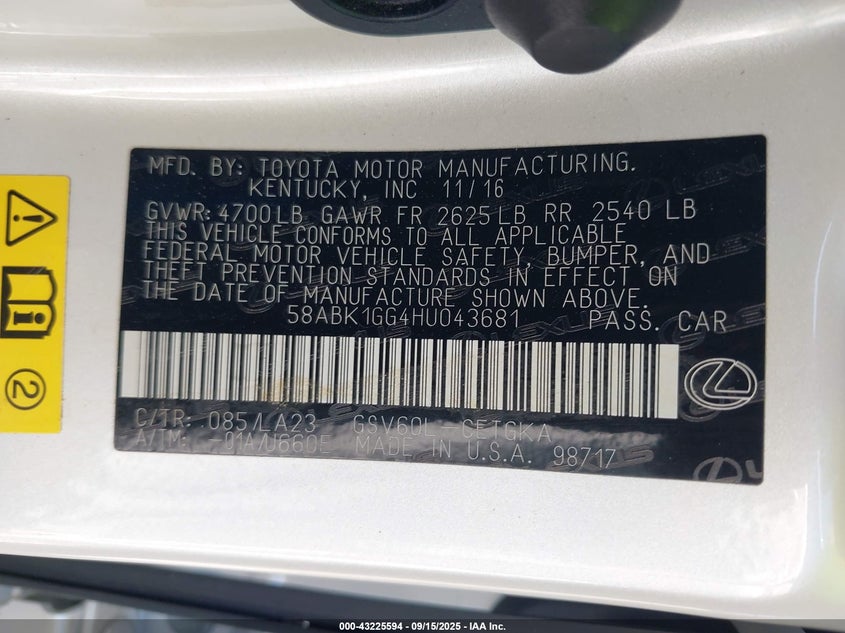 MFD. BY: TOYOTA MOTOR MANUFACTURING.
KENTUCKY, INC 11/16
GVWR: 4700 LB GAWR FR 2625 LB RR 2540 LB
THIS VEHICLE CONFORMS TO ALL APPLICABLE
FEDERAL MOTOR VEHICLE SAFETY, BUMPER, AND
THEFT PREVENTION STANDARDS IN EFFECT ON
THE DATE OF MANUFACTURE SHOWN ABOVE.
58ABK1GG4HU043681 PASS. CAR
C/TR: 085/LA23 GSV60L-CETGKA
A/TM: -01A/U660E MADE IN U.S.A. 98717
2
000-43225594 - 09/15/2025 - IAA Inc.